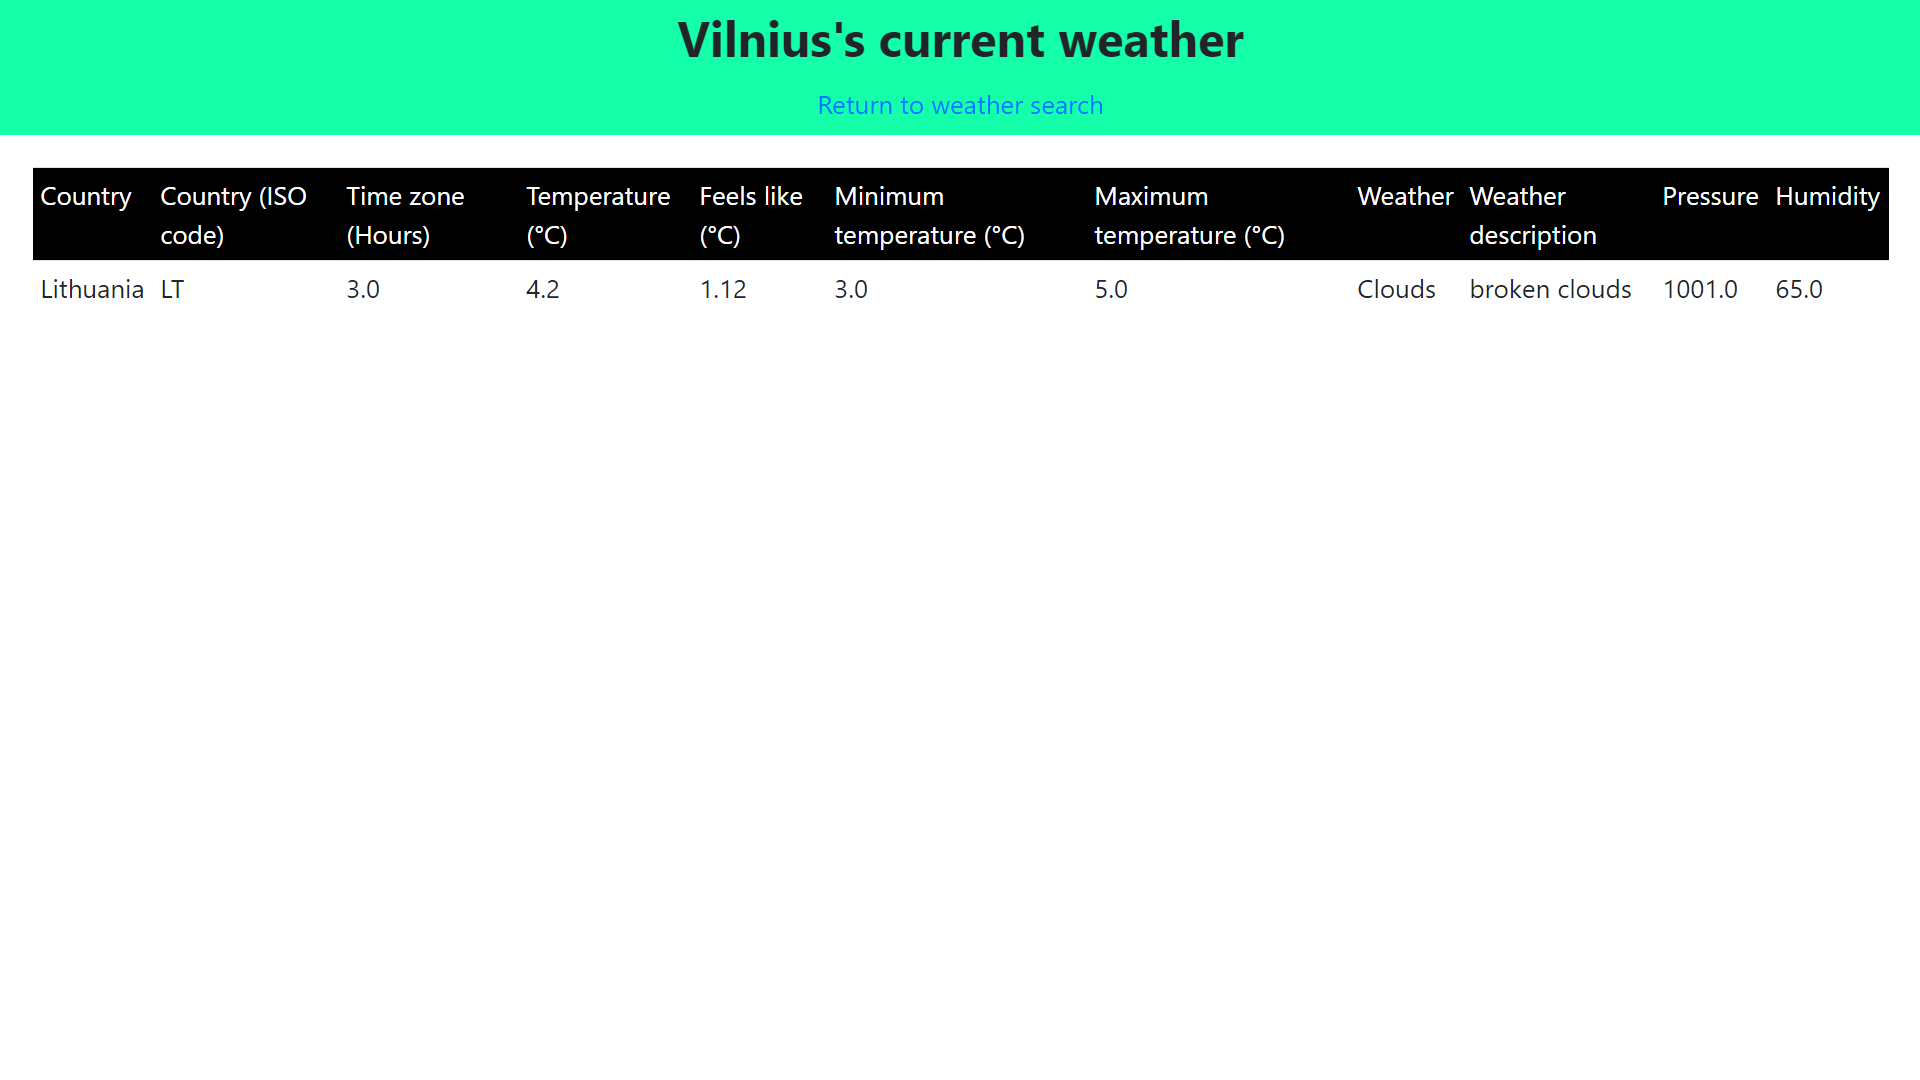 Vilnius's current weather
Return to weather search
Country Country (ISO code) Time zone (Hours) Temperature (°C) Feels like (°C) Minimum temperature (°C) Maximum temperature (°C) Weather Weather description Pressure Humidity
Lithuania LT 3.0 4.2 1.12 3.0 5.0 Clouds broken clouds 1001.0 65.0